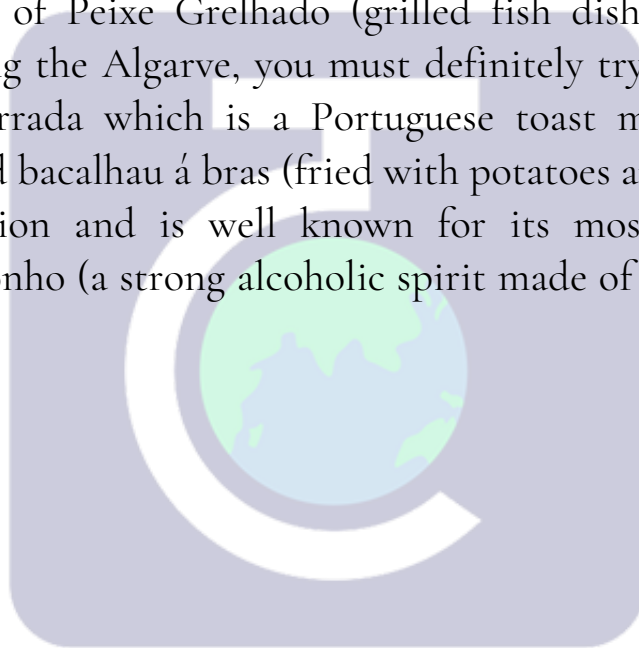 of Peixe Grelhado (grilled fish dish
g the Algarve, you must definitely try
rrada which is a Portuguese toast m
d bacalhau á bras (fried with potatoes a
ion and is well known for its mos
nho (a strong alcoholic spirit made of